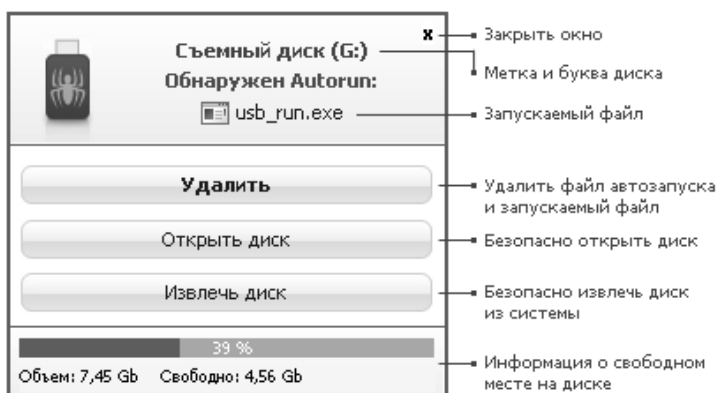 x
Закрыть окно
Съемный диск (G:)
Метка и буква диска
Обнаружен Autorun:
usb_run.exe
Запускаемый файл
Удалить
Удалить файл автозапуска
и запускаемый файл
Открыть диск
Безопасно открыть диск
Извлечь диск
Безопасно извлечь диск
из системы
39 %
Объем: 7,45 Gb
Свободно: 4,56 Gb
Информация о свободном
месте на диске